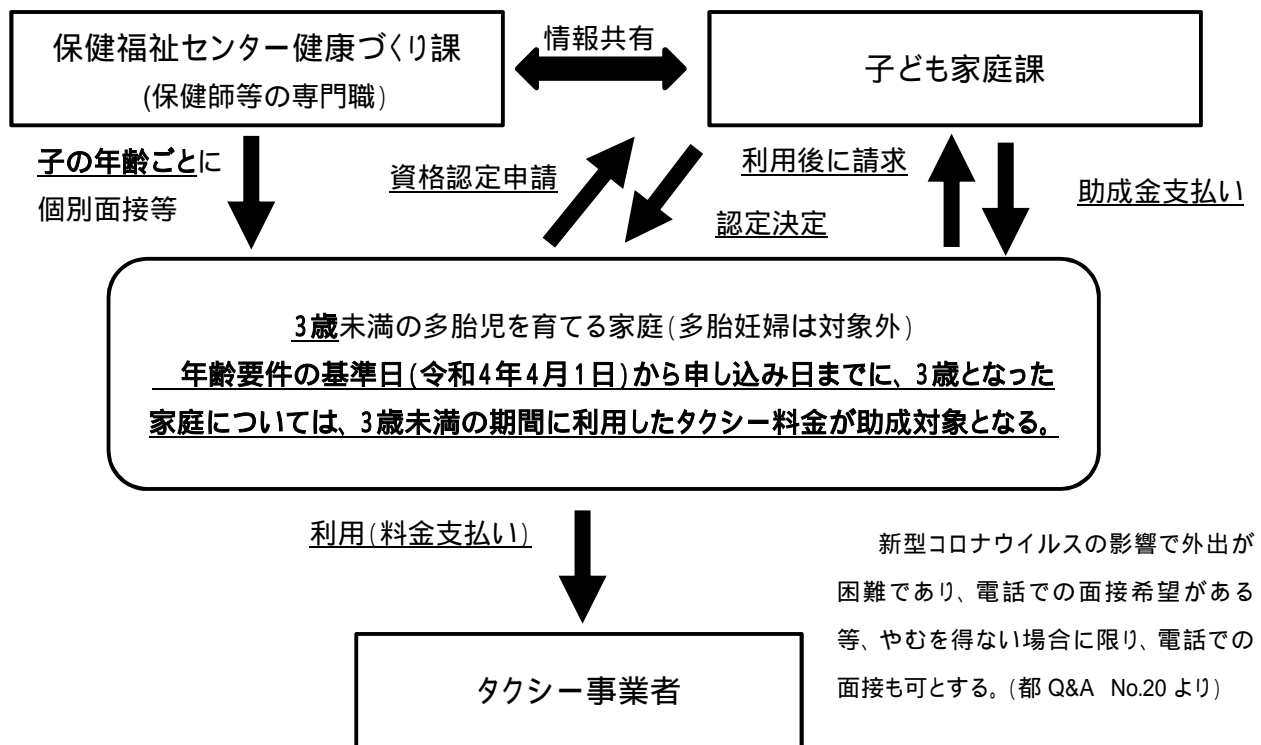 保健福祉センター健康づくり課
(保健師等の専門職)
情報共有
子ども家庭課
子の年齢ごとに
個別面接等
資格認定申請
認定決定
利用後に請求
助成金支払い
3歳未満の多胎児を育てる家庭(多胎妊婦は対象外)
年齢要件の基準日(令和4年4月1日)から申し込み日までに、3歳となった
家庭については、3歳未満の期間に利用したタクシー料金が助成対象となる。
利用(料金支払い)
新型コロナウイルスの影響で外出が
困難であり、電話での面接希望がある
等、やむを得ない場合に限り、電話での
面接も可とする。(都 Q&A No.20 より)
タクシー事業者